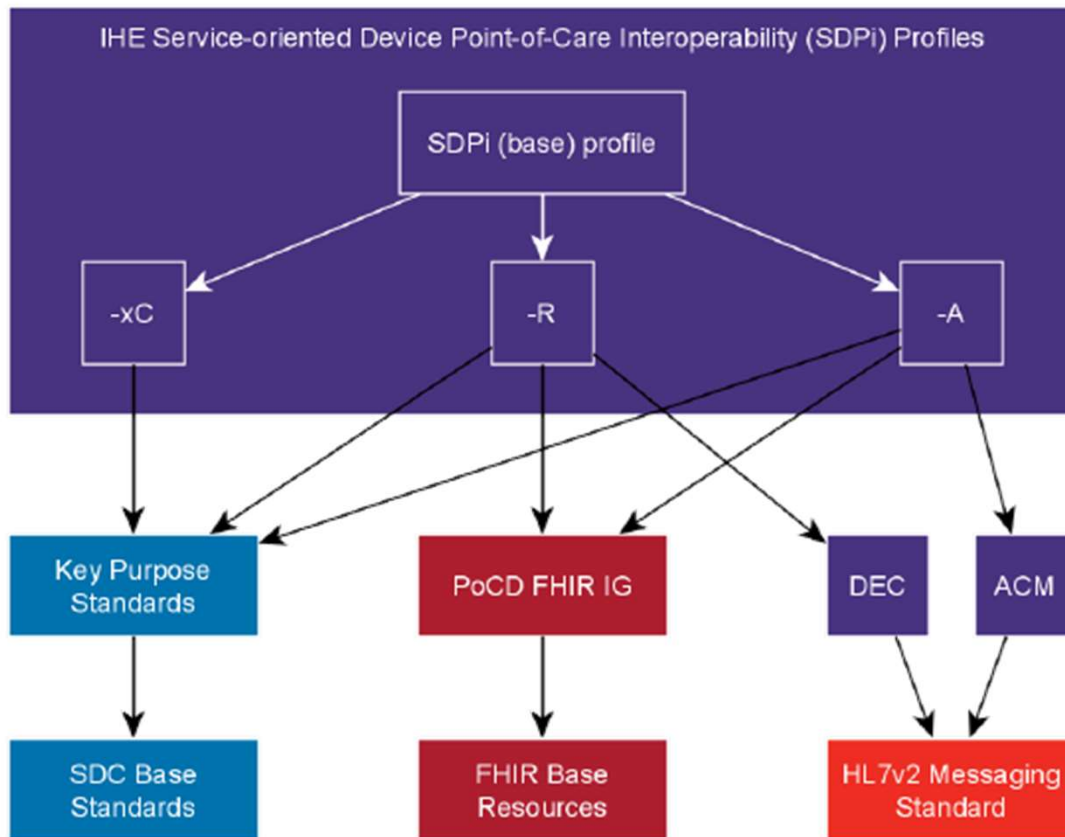 IHE Service-oriented Device Point-of-Care Interoperability (SDPi) Profiles
SDPi (base) profile
-xC
-R
-A
Key Purpose
Standards
PoCD FHIR IG
DEC
ACM
SDC Base
Standards
FHIR Base
Resources
HL7v2 Messaging
Standard